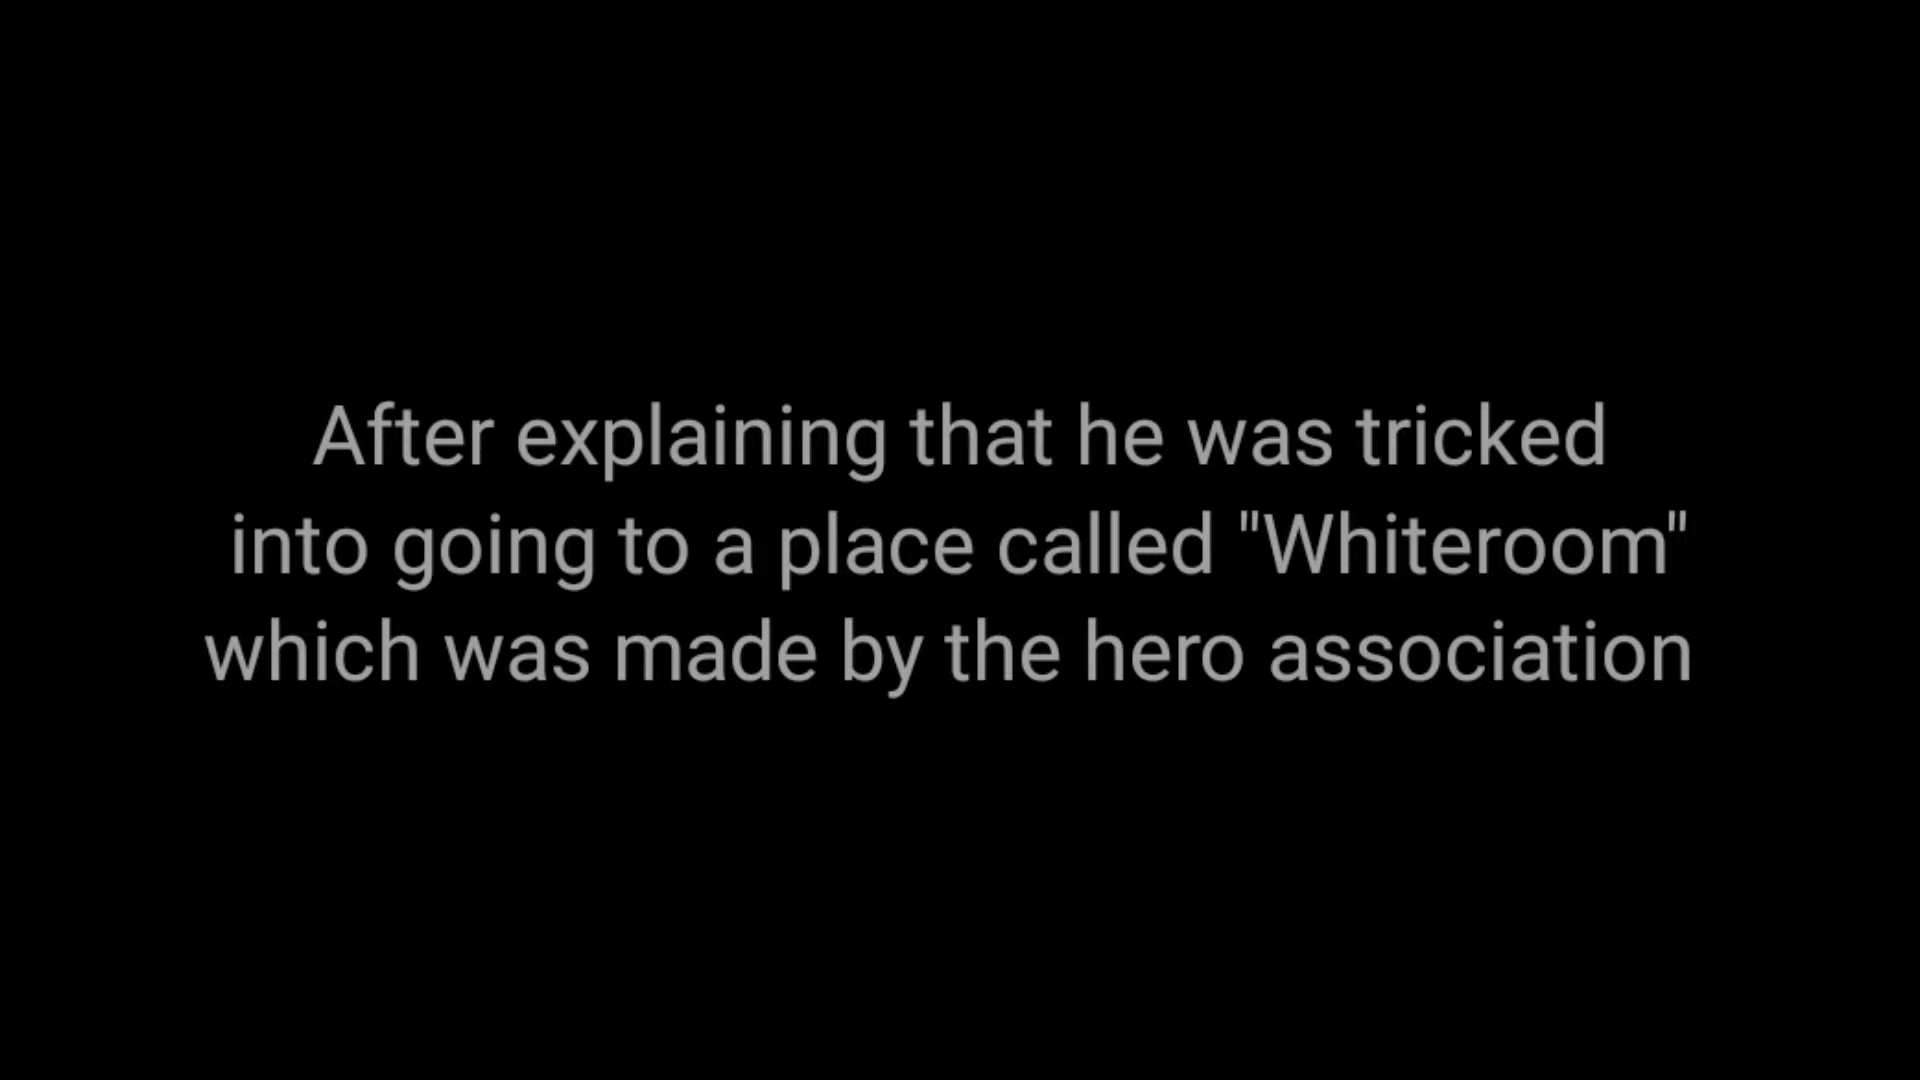 After explaining that he was tricked
into going to a place called "Whiteroom"
which was made by the hero association